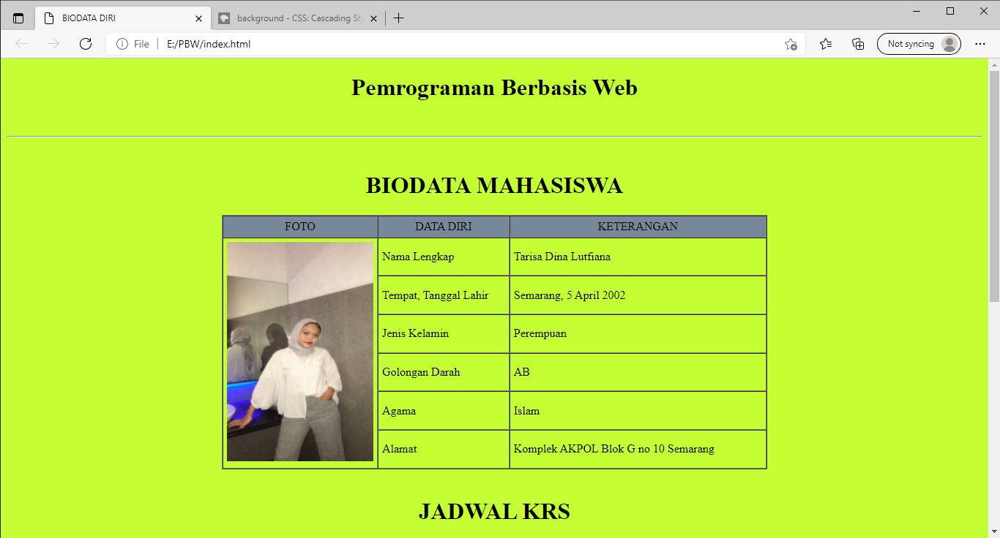 BIODATA DIRI
background - CSS: Cascading Sty
File
E:/PBW/index.html
Not syncing
Pemrograman Berbasis Web
BIODATA MAHASISWA
FOTO DATA DIRI KETERANGAN
Nama Lengkap Tarisa Dina Lutfiana
Tempat, Tanggal Lahir Semarang, 5 April 2002
Jenis Kelamin Perempuan
Golongan Darah AB
Agama Islam
Alamat Komplek AKPOL Blok G no 10 Semarang
JADWAL KRS